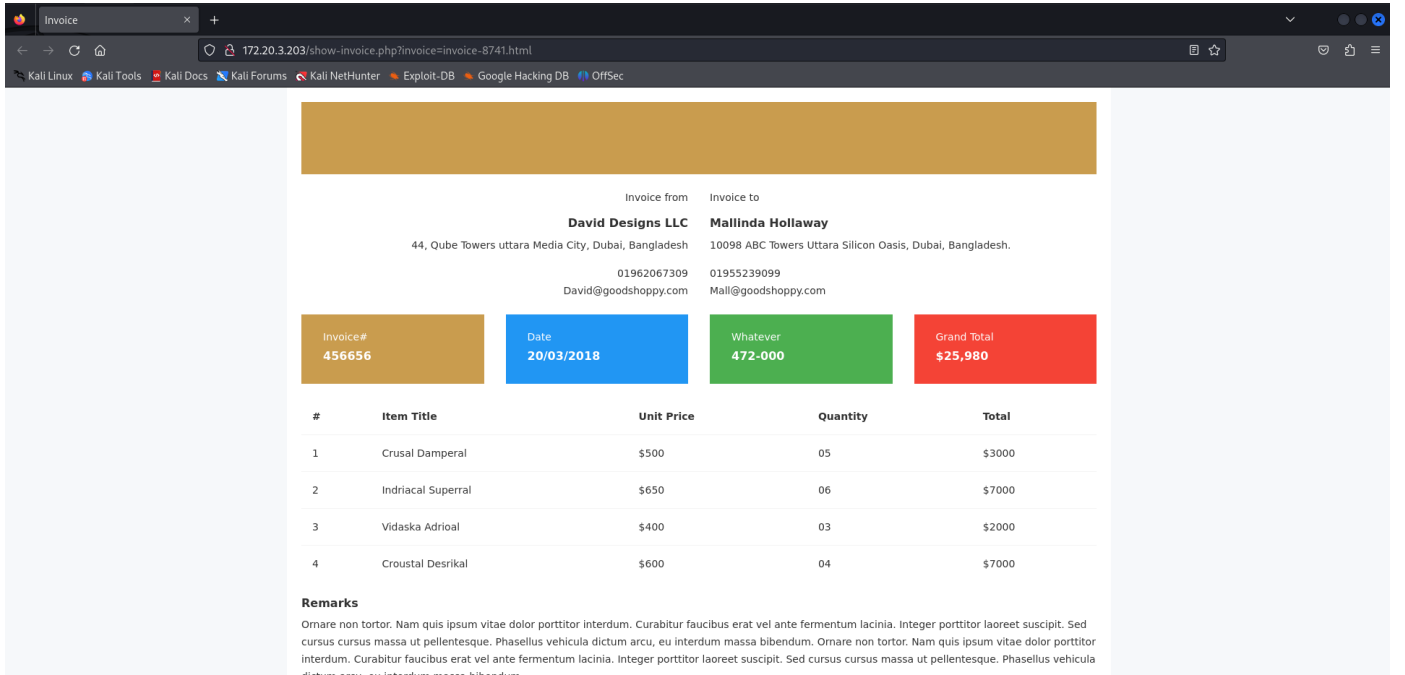 Invoice
172.20.3.203/show-invoice.php?invoice=invoice-8741.html
Kali Linux Kali Tools Kali Docs Kali Forums Kali NetHunter Exploit-DB Google Hacking DB OffSec
Invoice from
David Designs LLC
44, Qube Towers uttara Media City, Dubai, Bangladesh
01962067309
David@goodshoppy.com
Invoice to
Mallinda Hollaway
10098 ABC Towers Uttara Silicon Oasis, Dubai, Bangladesh.
01955239099
Mall@goodshoppy.com
Invoice#
456656
Date
20/03/2018
Whatever
472-000
Grand Total
$25,980
# Item Title Unit Price Quantity Total
1 Crusal Damperal $500 05 $3000
2 Indriacal Superral $650 06 $7000
3 Vidaska Adrioal $400 03 $2000
4 Croustal Desrikal $600 04 $7000
Remarks
Ornare non tortor. Nam quis ipsum vitae dolor porttitor interdum. Curabitur faucibus erat vel ante fermentum lacinia. Integer porttitor laoreet suscipit. Sed
cursus cursus massa ut pellentesque. Phasellus vehicula dictum arcu, eu interdum massa bibendum. Ornare non tortor. Nam quis ipsum vitae dolor porttitor
interdum. Curabitur faucibus erat vel ante fermentum lacinia. Integer porttitor laoreet suscipit. Sed cursus cursus massa ut pellentesque. Phasellus vehicula
dictum arcu, eu interdum massa bibendum.